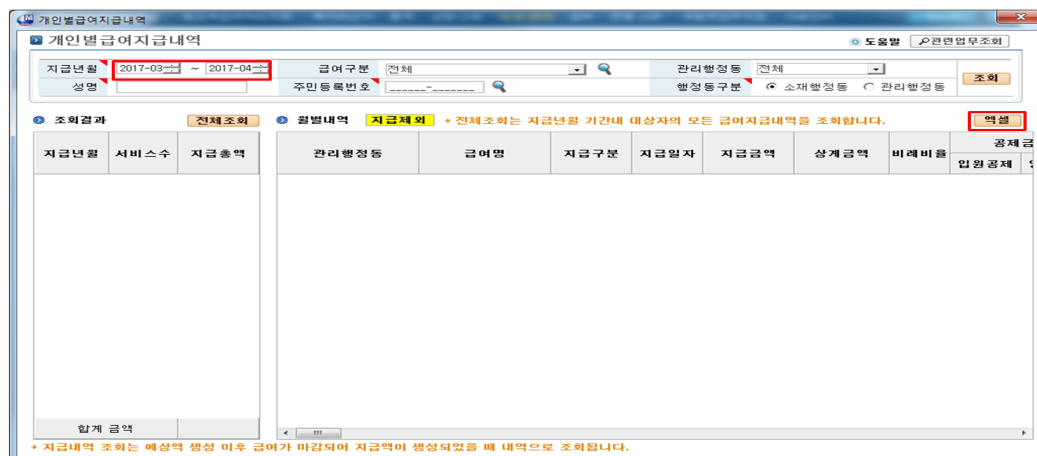 개인별급여지급내역
개인별급여지급내역 도움말 관련업무조회
지급년월 2017-03 ~ 2017-04 급여구분 전체 관리행정동 전체 조회
성명 주민등록번호 ______-_______ 행정동구분 소재행정동 관리행정동
조회결과 전체조회 월별내역 지급제외 + 전체조회는 지급년월 기간내 대상자의 모든 급여지급내역을 조회합니다. 엑셀
지급년월 서비스수 지급총액 관리행정동 급여명 지급구분 지급일자 지급금액 상계금액 비례비율 공제금
입원공제
합계 금액
+ 지급내역 조회는 예상액 생성 이후 급여가 마감되어 지급액이 생성되었을 때 내역으로 조회됩니다.